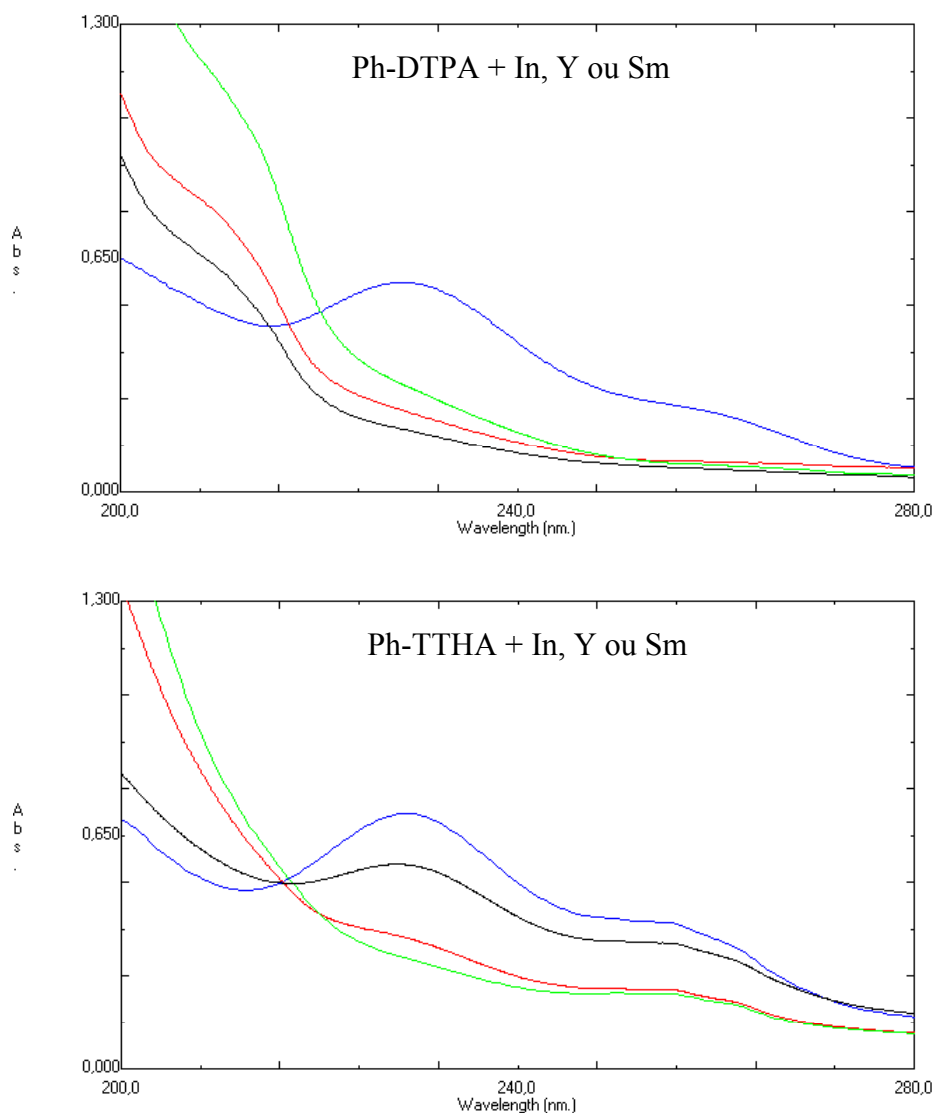 1,300
Ph-DTPA + In, Y ou Sm
A
b
s
.
0,650
0,000
200,0
240,0
280,0
Wavelength (nm.)
1,300
Ph-TTHA + In, Y ou Sm
A
b
s
.
0,650
0,000
200,0
240,0
280,0
Wavelength (nm.)